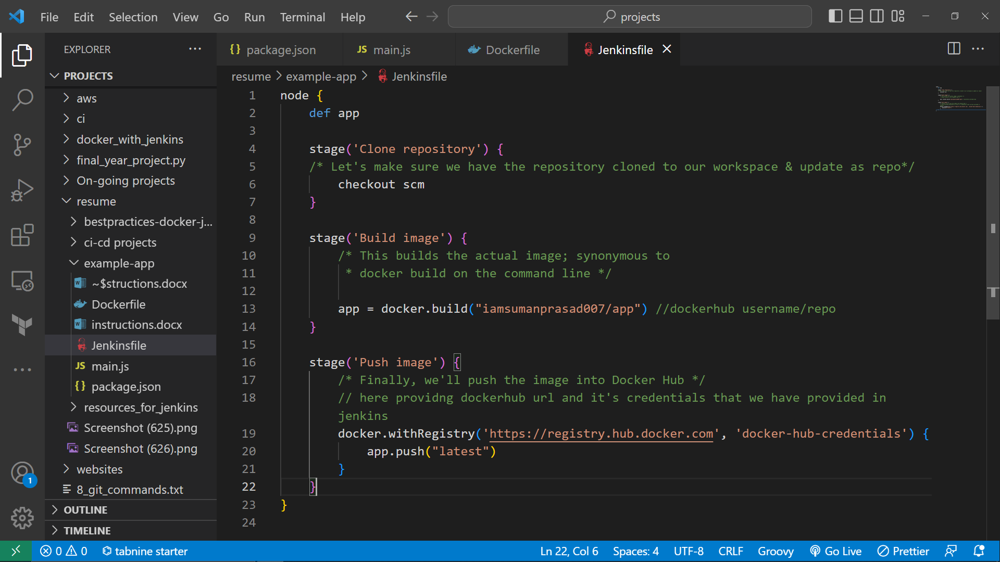 File Edit Selection View Go Run Terminal Help
projects
EXPLORER
PROJECTS
aws
ci
docker_with_jenkins
final_year_project.py
On-going projects
resume
bestpractices-docker-j...
ci-cd projects
example-app
~$structions.docx
Dockerfile
instructions.docx
Jenkinsfile
JS main.js
{} package.json
resources_for_jenkins
Screenshot (625).png
Screenshot (626).png
websites
8_git_commands.txt
OUTLINE
TIMELINE
1
{} package.json JS main.js Dockerfile Jenkinsfile
resume > example-app > Jenkinsfile
1 node {
2 def app
3
4 stage('Clone repository') {
5 /* Let's make sure we have the repository cloned to our workspace & update as repo*/
6 checkout scm
7 }
8
9 stage('Build image') {
10 /* This builds the actual image; synonymous to
11 * docker build on the command line */
12
13 app = docker.build("iamsumanprasad007/app") //dockerhub username/repo
14 }
15
16 stage('Push image') {
17 /* Finally, we'll push the image into Docker Hub */
18 // here providng dockerhub url and it's credentials that we have provided in
jenkins
19 docker.withRegistry('https://registry.hub.docker.com', 'docker-hub-credentials') {
20 app.push("latest")
21 }
22 }
23 }
24
0 0 tabnine starter Ln 22, Col 6 Spaces: 4 UTF-8 CRLF Groovy Go Live Prettier